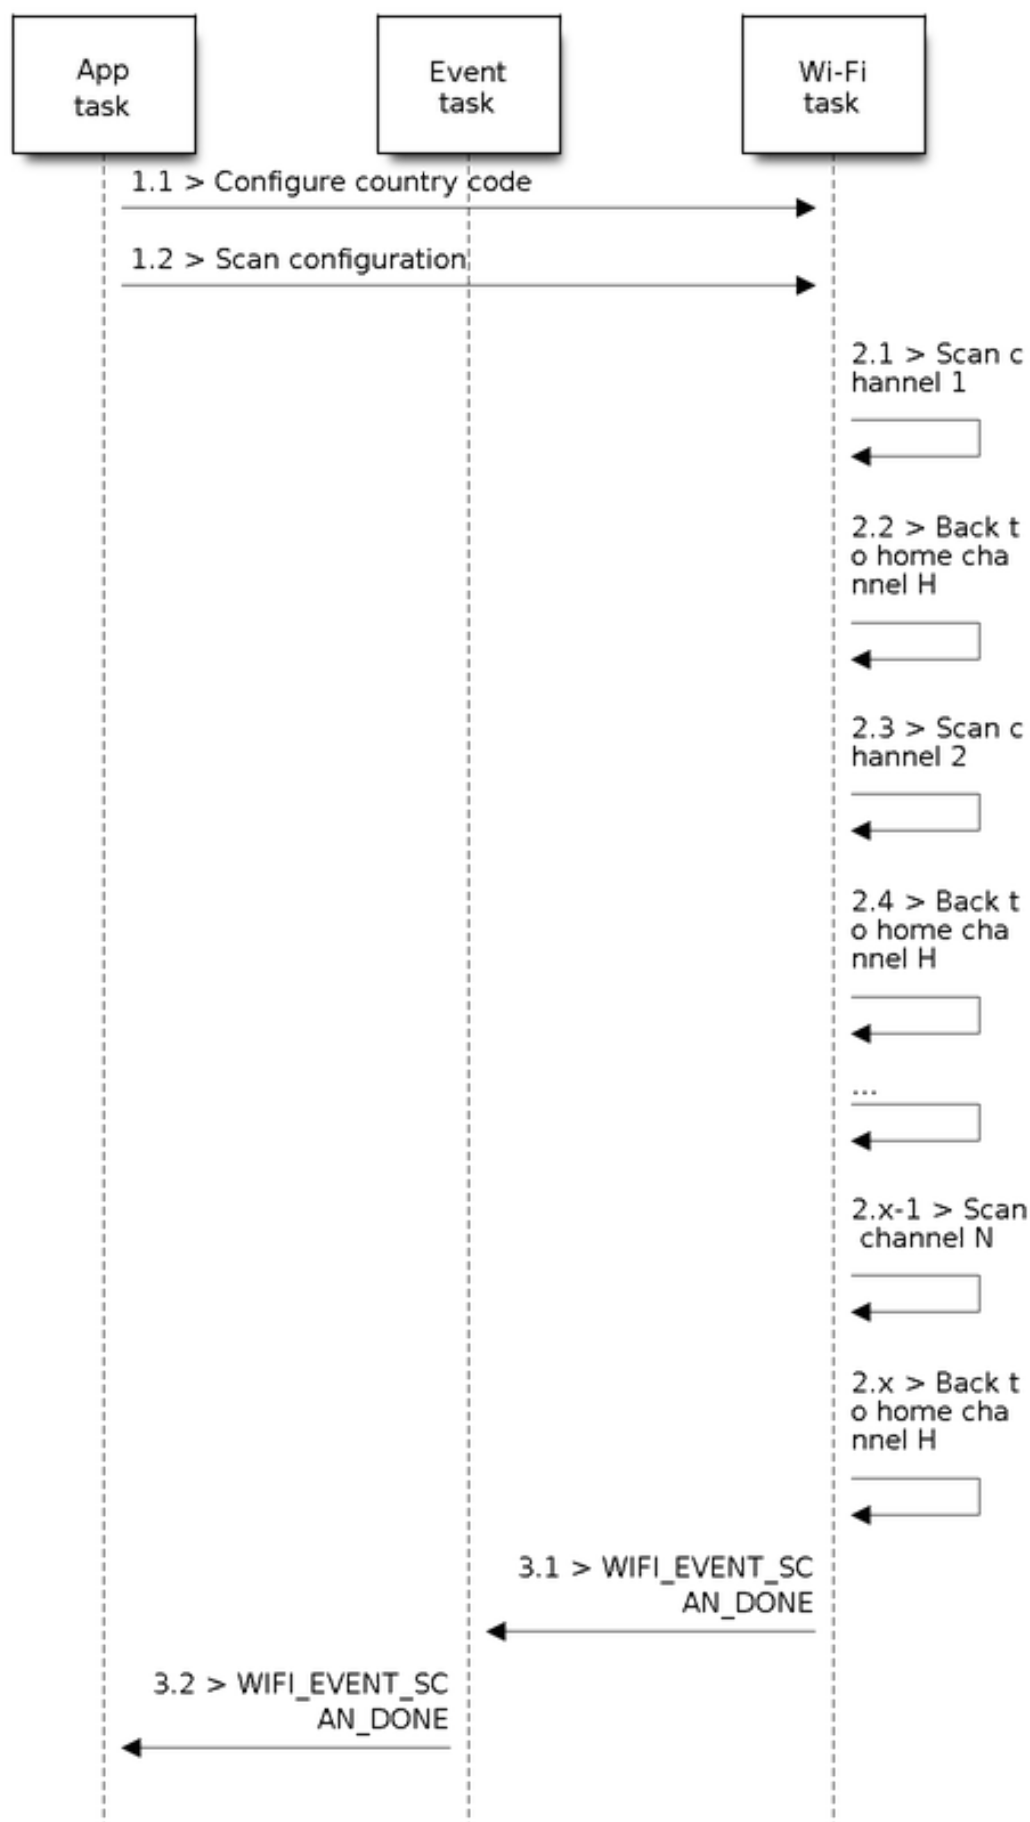 App
task
Event
task
Wi-Fi
task
1.1 > Configure country code
1.2 > Scan configuration
2.1 > Scan c
hannel 1
2.2 > Back t
o home cha
nnel H
2.3 > Scan c
hannel 2
2.4 > Back t
o home cha
nnel H
...
2.x-1 > Scan
channel N
2.x > Back t
o home cha
nnel H
3.1 > WIFI_EVENT_SC
AN_DONE
3.2 > WIFI_EVENT_SC
AN_DONE